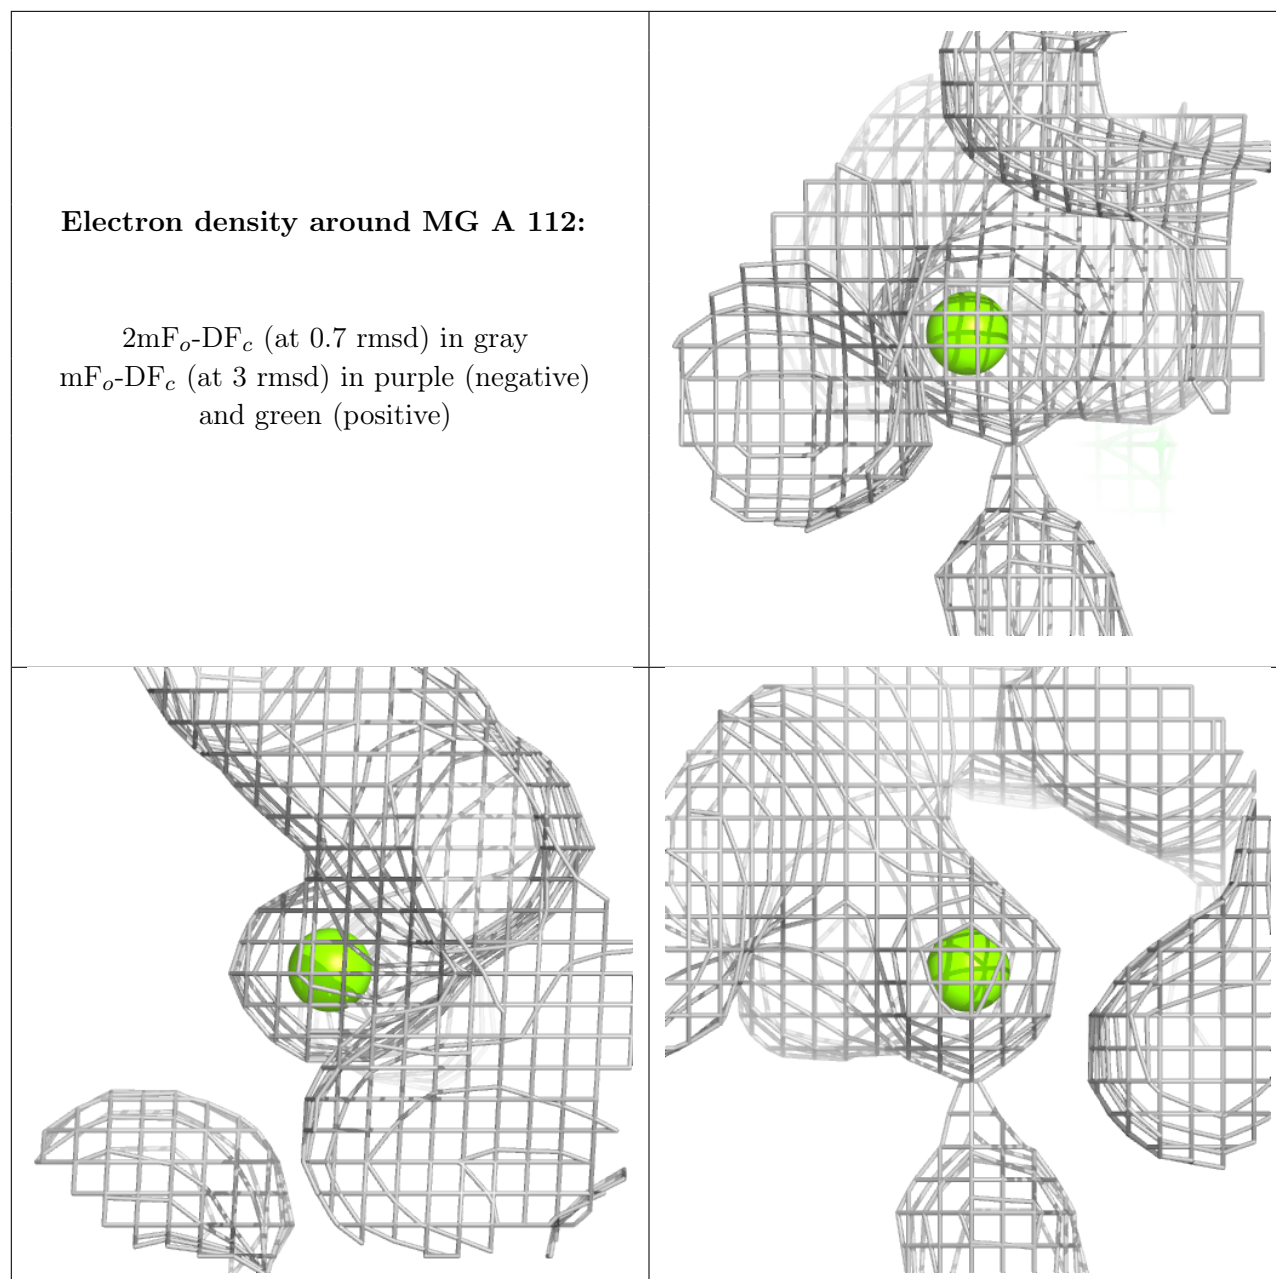 Electron density around MG A 112:
2mFo-DFc (at 0.7 rmsd) in gray
mFo-DFc (at 3 rmsd) in purple (negative)
and green (positive)